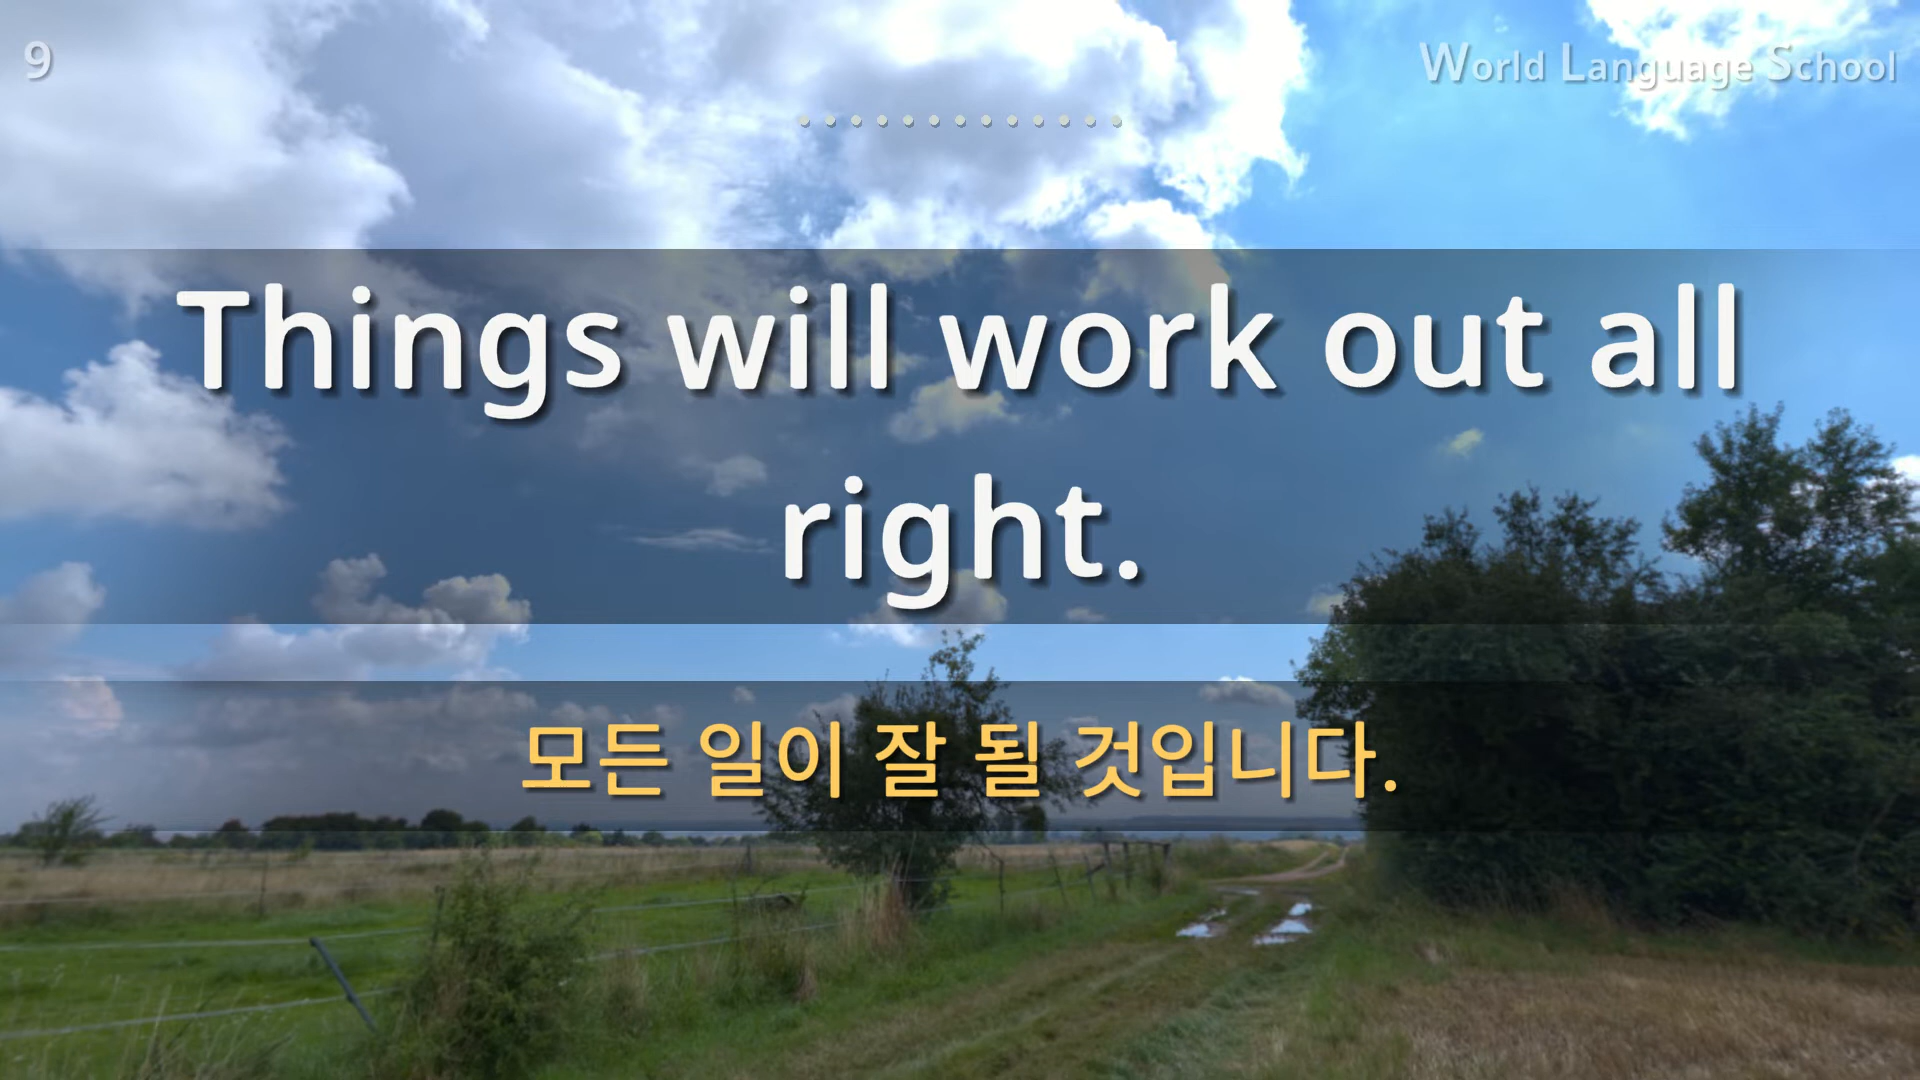 9
World Language School
Things will work out all
right.
모든 일이 잘 될 것입니다.